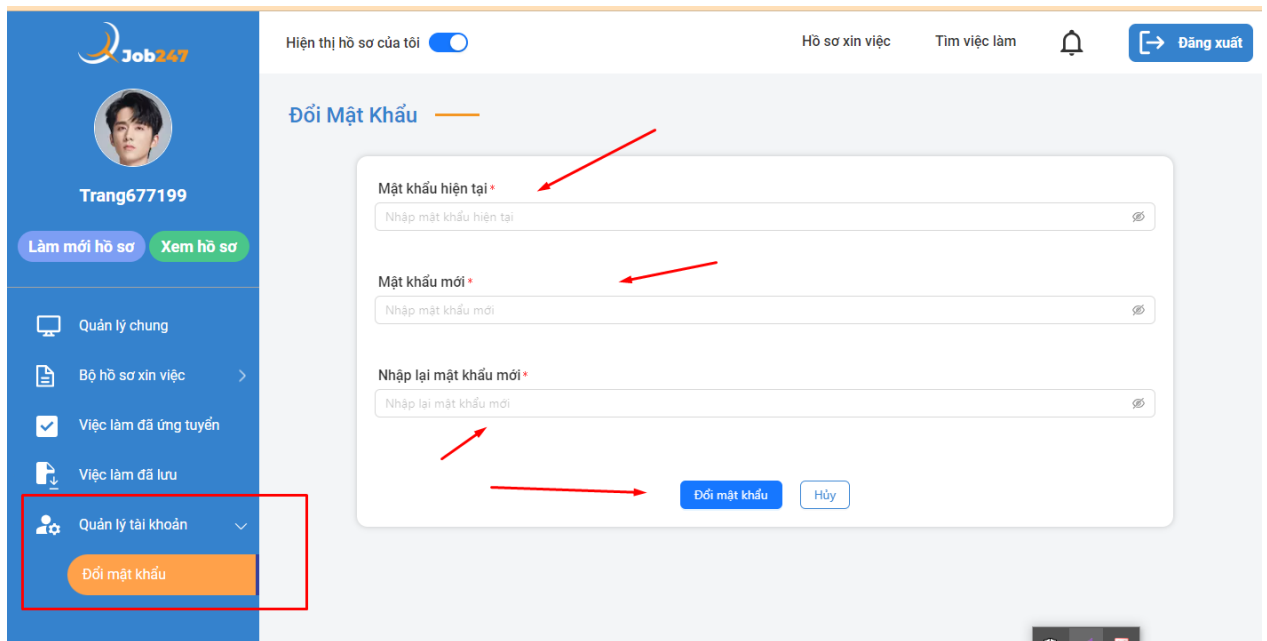 Job247
Hiện thị hồ sơ của tôi
Hồ sơ xin việc
Tìm việc làm
Đăng xuất
Trang677199
Làm mới hồ sơ
Xem hồ sơ
Quản lý chung
Bộ hồ sơ xin việc
Việc làm đã ứng tuyển
Việc làm đã lưu
Quản lý tài khoản
Đổi mật khẩu
Đổi Mật Khẩu
Mật khẩu hiện tại *
Nhập mật khẩu hiện tại
Mật khẩu mới *
Nhập mật khẩu mới
Nhập lại mật khẩu mới *
Nhập lại mật khẩu mới
Đổi mật khẩu
Hủy